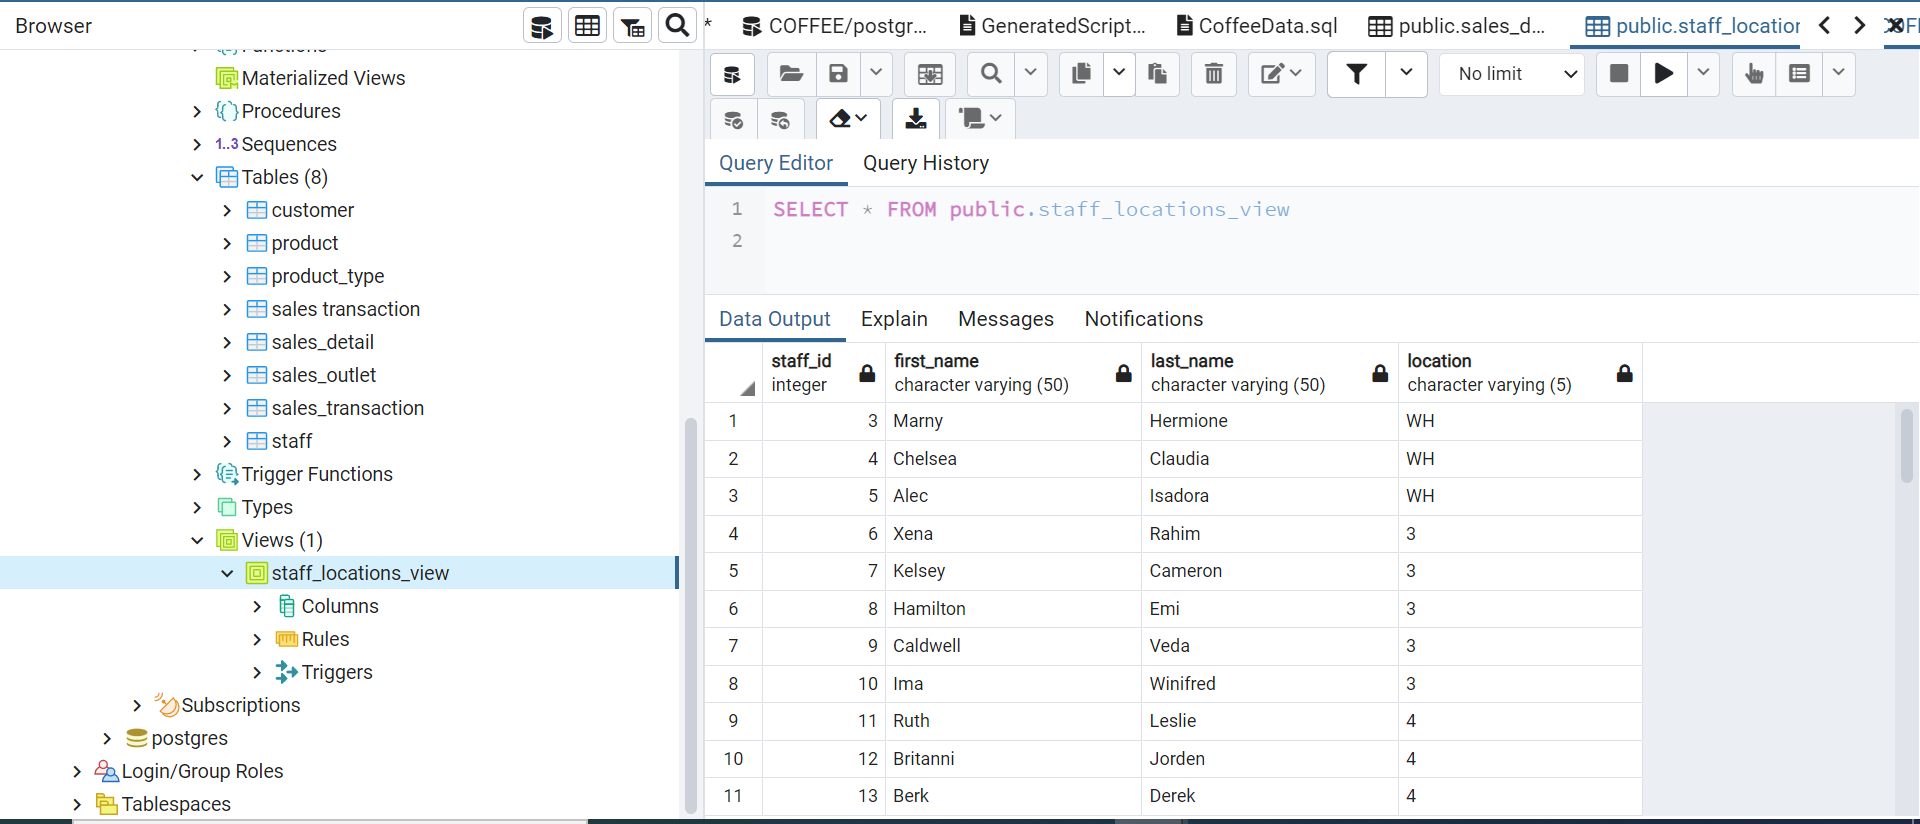 Browser
Functions
Materialized Views
Procedures
1..3 Sequences
Tables (8)
customer
product
product_type
sales transaction
sales_detail
sales_outlet
sales_transaction
staff
Trigger Functions
Types
Views (1)
staff_locations_view
Columns
Rules
Triggers
Subscriptions
postgres
Login/Group Roles
Tablespaces
* COFFEE/postgr... GeneratedScript... CoffeeData.sql public.sales_d... public.staff_location
No limit
Query Editor Query History
1 SELECT * FROM public.staff_locations_view
2
Data Output Explain Messages Notifications
staff_id first_name last_name location
integer character varying (50) character varying (50) character varying (5)
1 3 Marny Hermione WH
2 4 Chelsea Claudia WH
3 5 Alec Isadora WH
4 6 Xena Rahim 3
5 7 Kelsey Cameron 3
6 8 Hamilton Emi 3
7 9 Caldwell Veda 3
8 10 Ima Winifred 3
9 11 Ruth Leslie 4
10 12 Britanni Jorden 4
11 13 Berk Derek 4